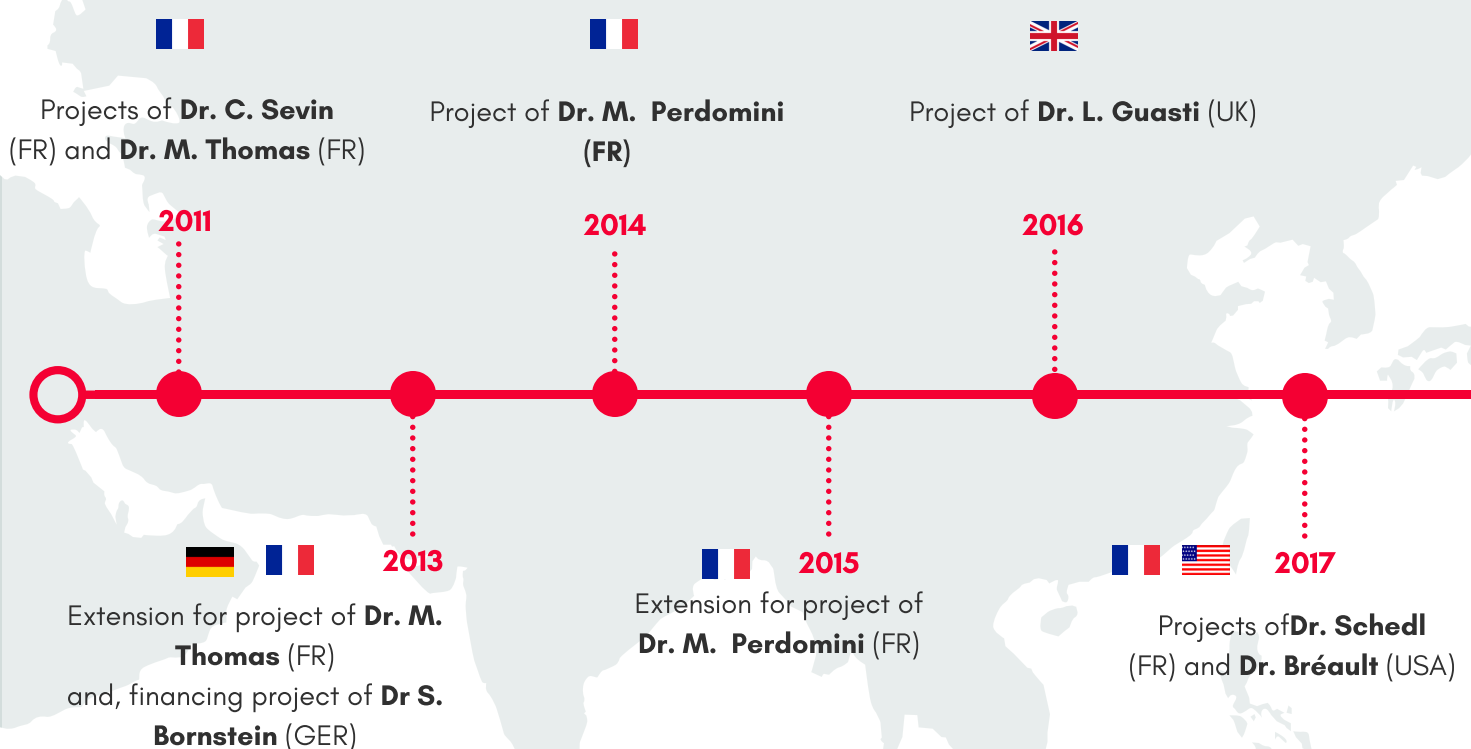 Projects of Dr. C. Sevin
(FR) and Dr. M. Thomas (FR)
2011
Project of Dr. M. Perdomini
(FR)
2014
Project of Dr. L. Guasti (UK)
2016
2013
Extension for project of Dr. M.
Thomas (FR)
and, financing project of Dr S.
Bornstein (GER)
2015
Extension for project of
Dr. M. Perdomini (FR)
2017
Projects ofDr. Schedl
(FR) and Dr. Bréault (USA)